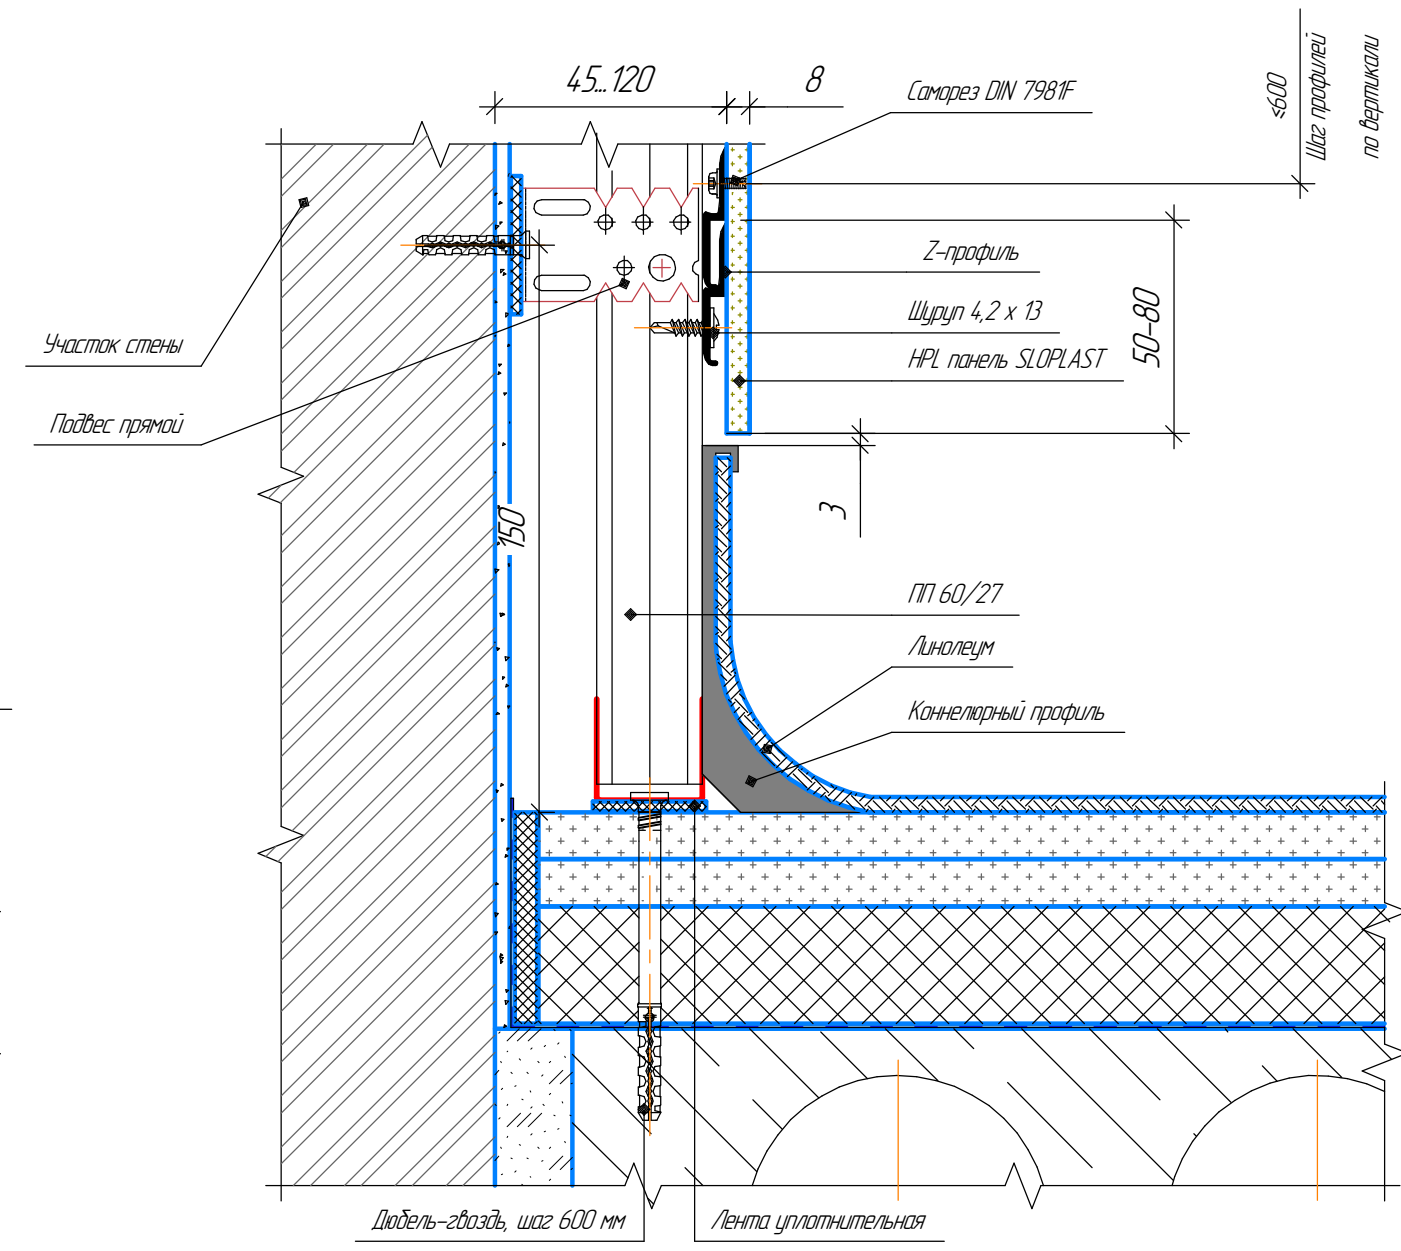 45...120
8
Саморез DIN 7981F
≤600
Шаг профилей
по вертикали
Z-профиль
Шуруп 4,2 x 13
HPL панель SLOPLAST
50-80
Участок стены
Подвес прямой
3
150
ПП 60/27
Линолеум
Коннелюрный профиль
Дюбель-гвоздь, шаг 600 мм
Лента уплотнительная